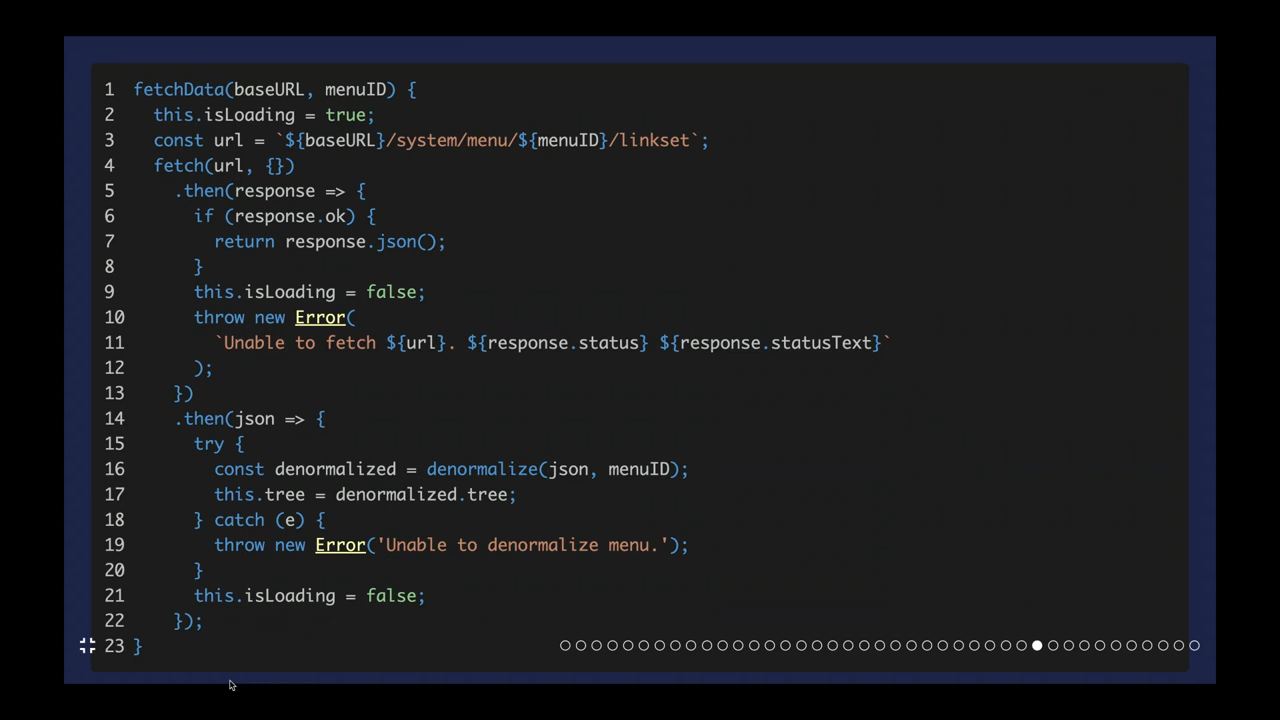 1 fetchData(baseURL, menuID) {
2   this.isLoading = true;
3   const url = `${baseURL}/system/menu/${menuID}/linkset`;
4   fetch(url, {})
5     .then(response => {
6       if (response.ok) {
7         return response.json();
8       }
9       this.isLoading = false;
10       throw new Error(
11         `Unable to fetch ${url}. ${response.status} ${response.statusText}`
12       );
13     })
14     .then(json => {
15       try {
16         const denormalized = denormalize(json, menuID);
17         this.tree = denormalized.tree;
18       } catch (e) {
19         throw new Error('Unable to denormalize menu.');
20       }
21       this.isLoading = false;
22     });
23 }